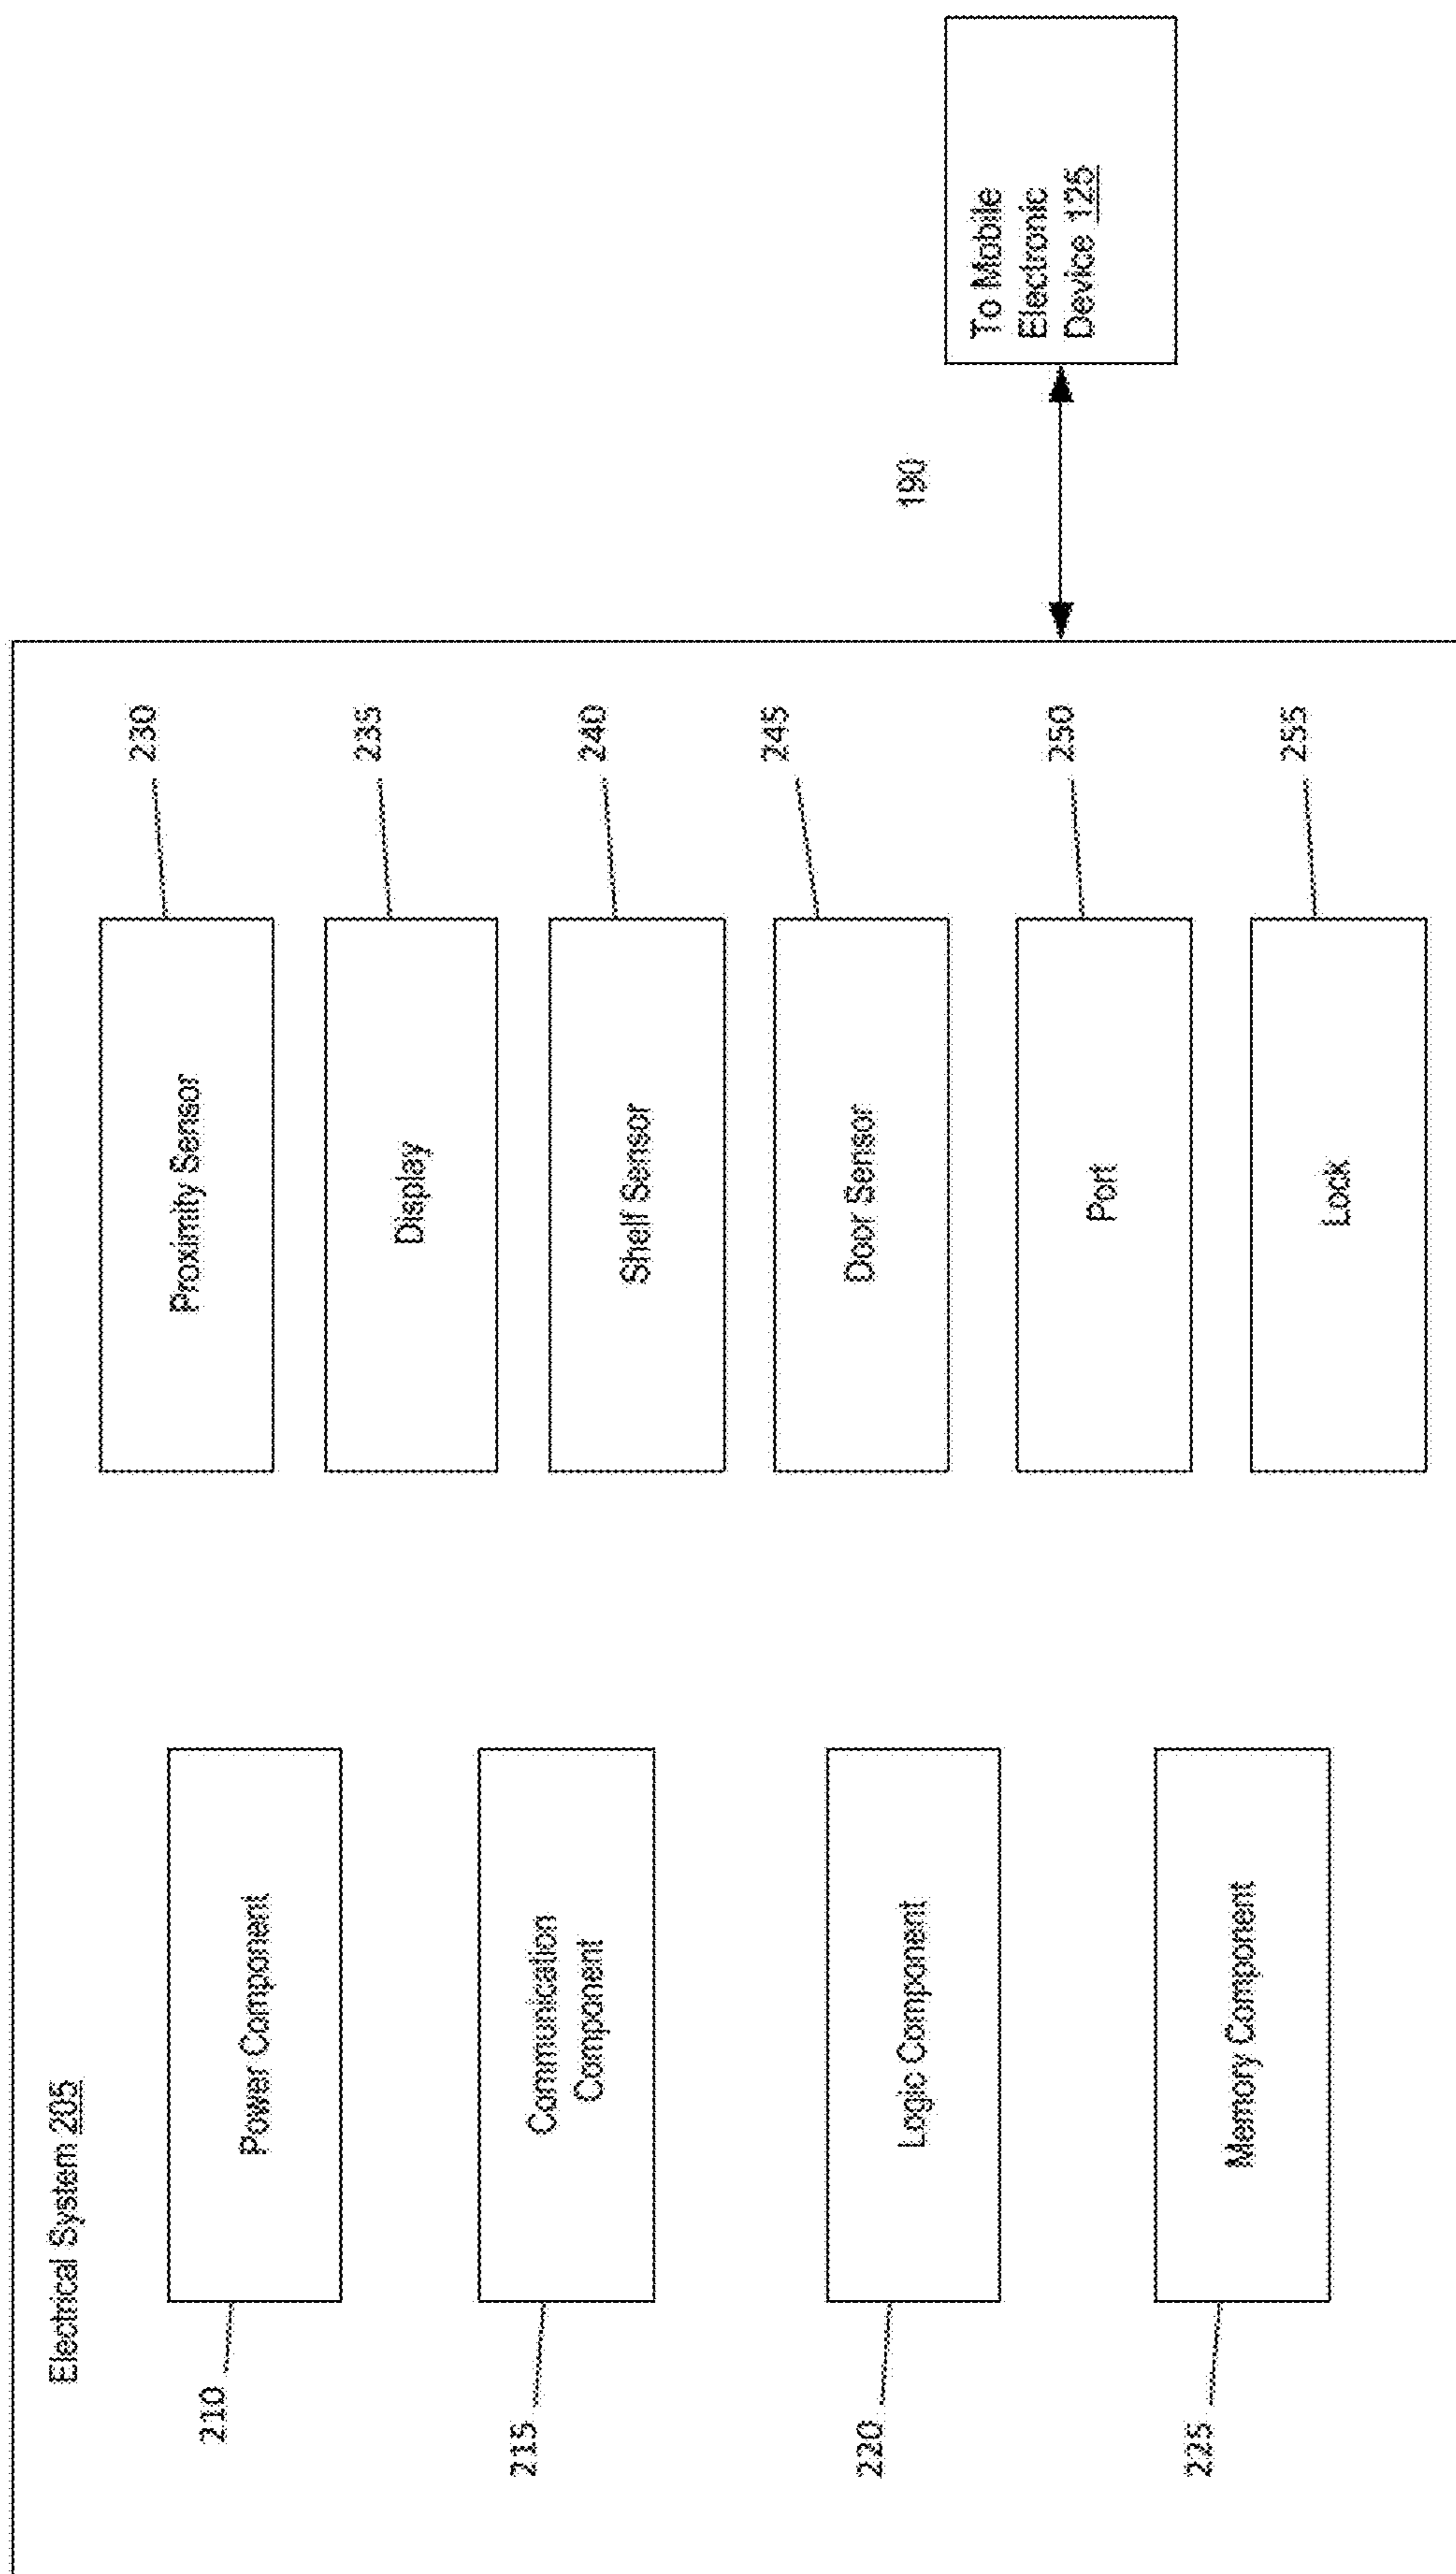 Electrical System 205
210
Power Component
215
Communication
Component
220
Logic Component
225
Memory Component
Proximity Sensor
230
Display
235
Shelf Sensor
240
Door Sensor
245
Port
250
Lock
255
190
To Mobile
Electronic
Device 125